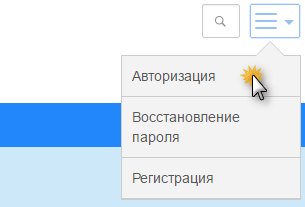 Авторизация
Восстановление
пароля
Регистрация